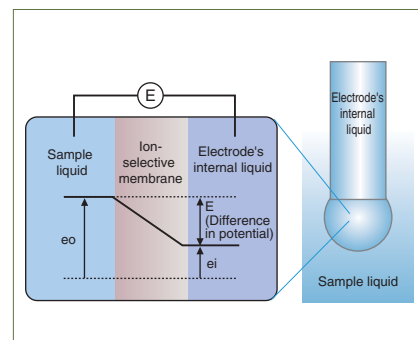 E
Sample
liquid
Ion-
selective
membrane
Electrode's
internal liquid
E
(Difference
in potential)
eo
ei
Electrode's
internal
liquid
Sample liquid